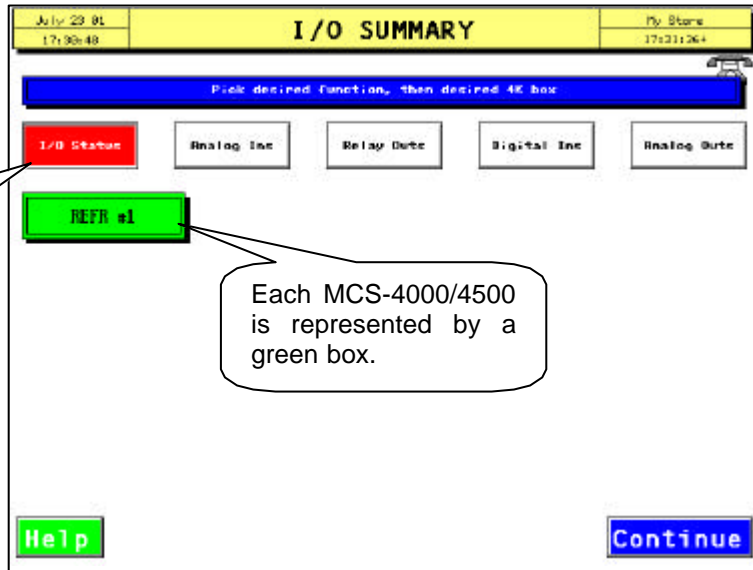 July 23 01
17:30:48
I/O SUMMARY
My Store
17:21:26+
Pick desired function, then desired 4K box
I/O Status
Analog Ins
Relay Outs
Digital Ins
Analog Outs
REFR #1
Each MCS-4000/4500
is represented by a
green box.
Help
Continue